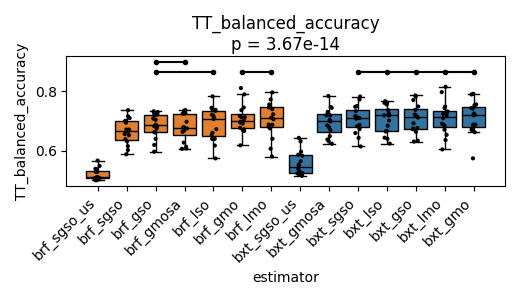 TT_balanced_accuracy
p = 3.67e-14
TT_balanced_accuracy
0.8
0.6
brf_sgso_us
brf_sgso
brf_gso
brf_gmosa
brf_lso
brf_gmo
brf_lmo
bxt_sgso_us
bxt_gmosa
bxt_sgso
bxt_lso
bxt_gso
bxt_lmo
bxt_gmo
estimator